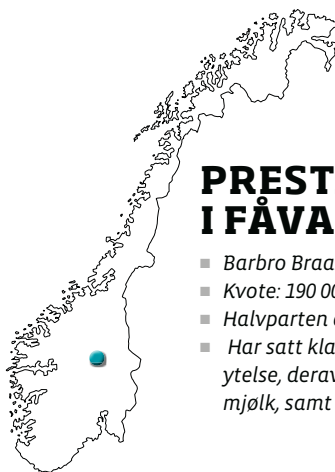 PREST
I FÅVA
Barbro Braa
Kvote: 190 00
Halvparten
Har satt kla
ytelse, derav
mjølk, samt